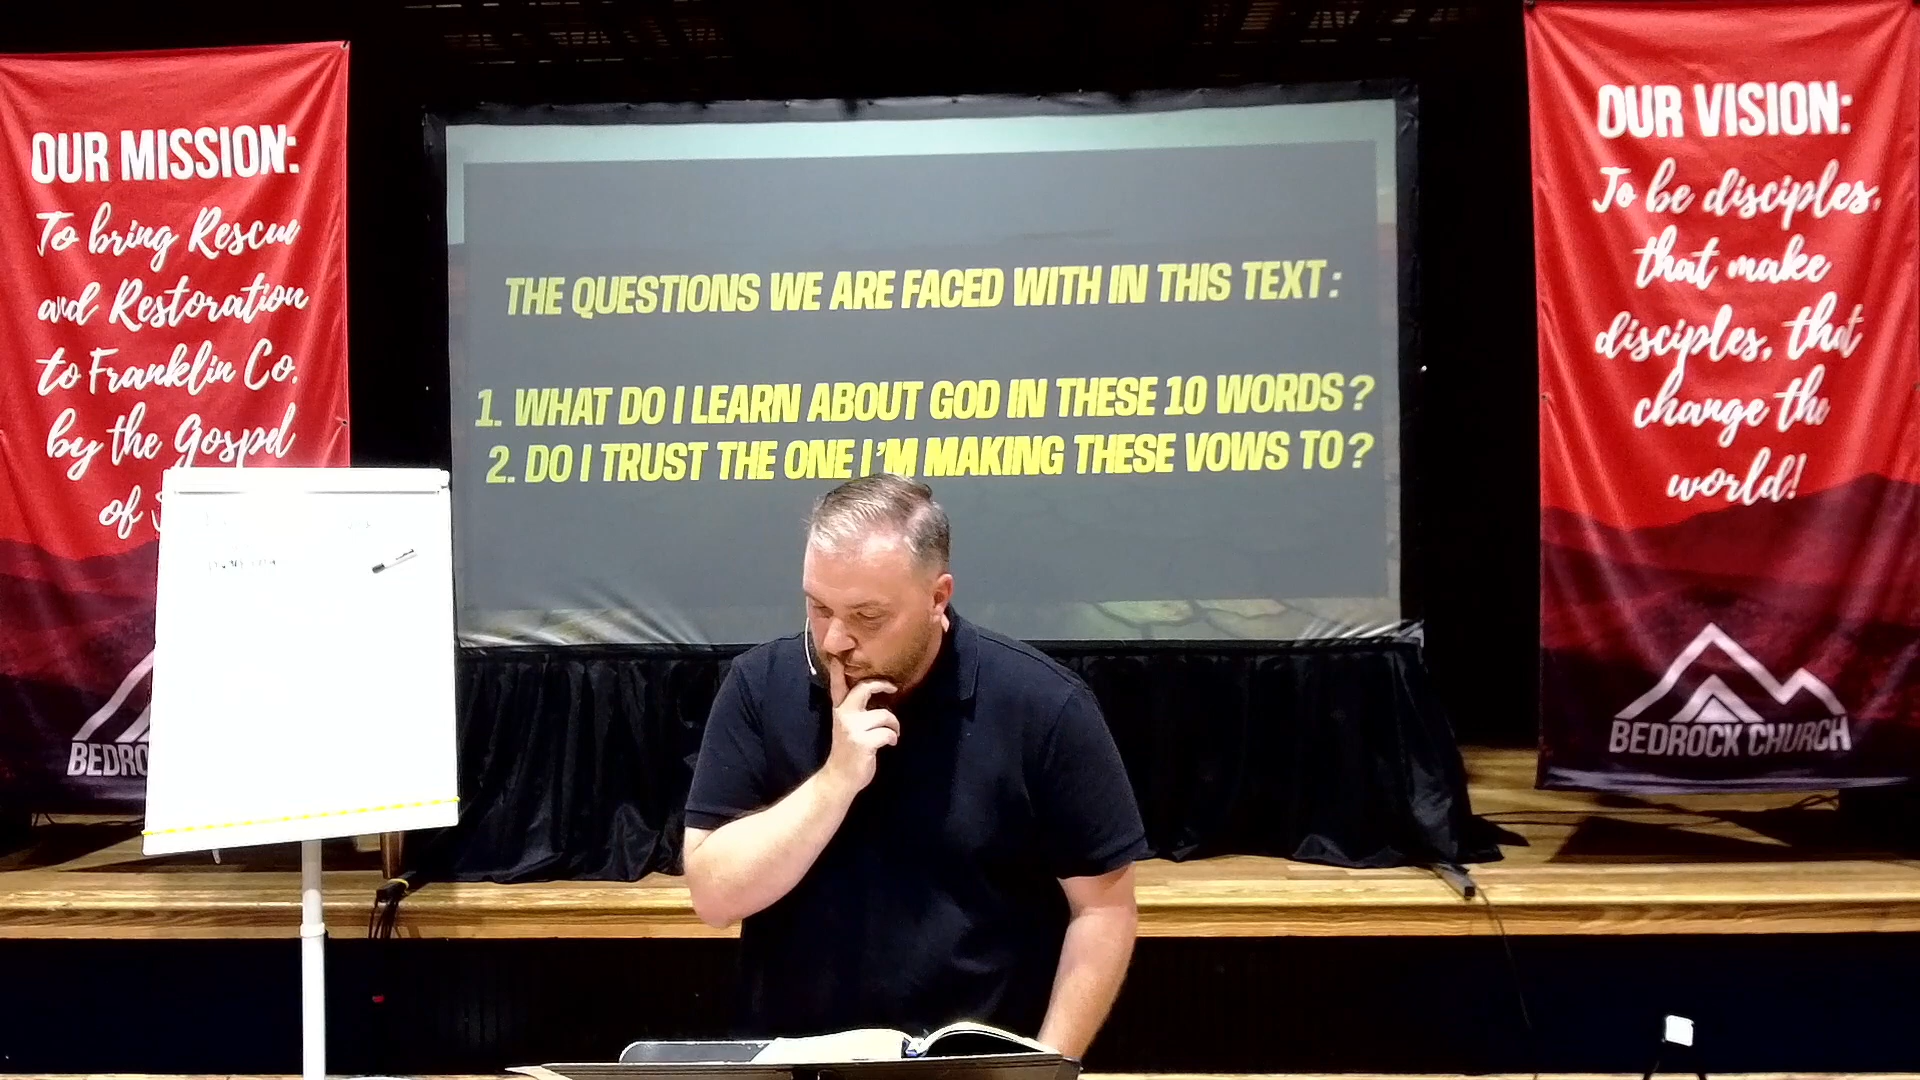 OUR MISSION:
To bring Rescue
and Restoration
to Franklin Co.
by the Gospel
of
BEDRO
THE QUESTIONS WE ARE FACED WITH IN THIS TEXT:
1. WHAT DO I LEARN ABOUT GOD IN THESE 10 WORDS?
2. DO I TRUST THE ONE I'M MAKING THESE VOWS TO?
OUR VISION:
To be disciples,
that make
disciples, that
change the
world!
BEDROCK CHURCH